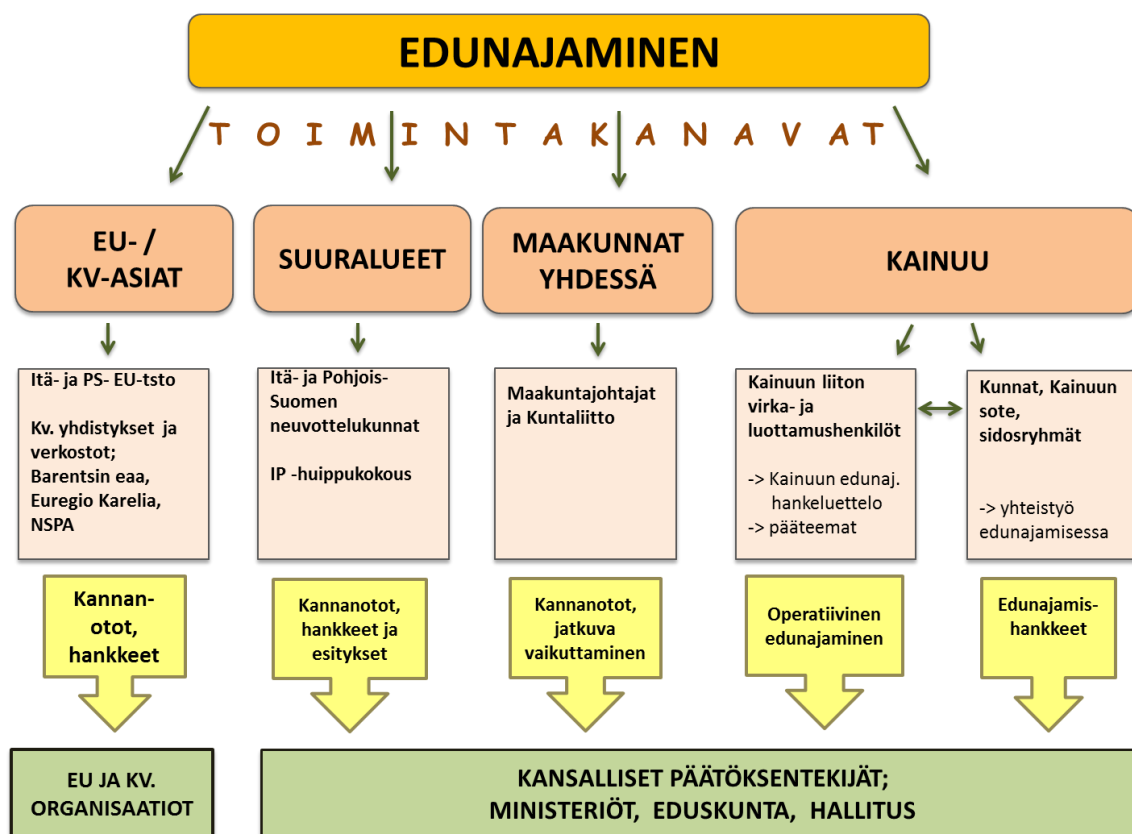 EDUNAJAMINEN
TOIMINTAKANAVAT
EU- /
KV-ASIAT
SUURALUEET
MAAKUNNAT
YHDESSÄ
KAINUU
Itä- ja PS- EU-tsto
Kv. yhdistykset ja
verkostot;
Barentsin eaa,
Euregio Karelia,
NSPA
Itä- ja Pohjois-
Suomen
neuvottelukunnat
IP -huippukokous
Maakuntajohtajat
ja Kuntaliitto
Kainuun liiton
virka- ja
luottamushenkilöt
-> Kainuun edunaj.
hankeluettelo
-> pääteemat
Kunnat, Kainuun
sote,
sidosryhmät
-> yhteistyö
edunajamisessa
Kannan-
otot,
hankkeet
Kannanotot,
hankkeet ja
esitykset
Kannanotot,
jatkuva
vaikuttaminen
Operatiivinen
edunajaminen
Edunajamis-
hankkeet
EU JA KV.
ORGANISAATIOT
KANSALLISET PÄÄTÖKSENTEKIJÄT;
MINISTERIÖT, EDUSKUNTA, HALLITUS